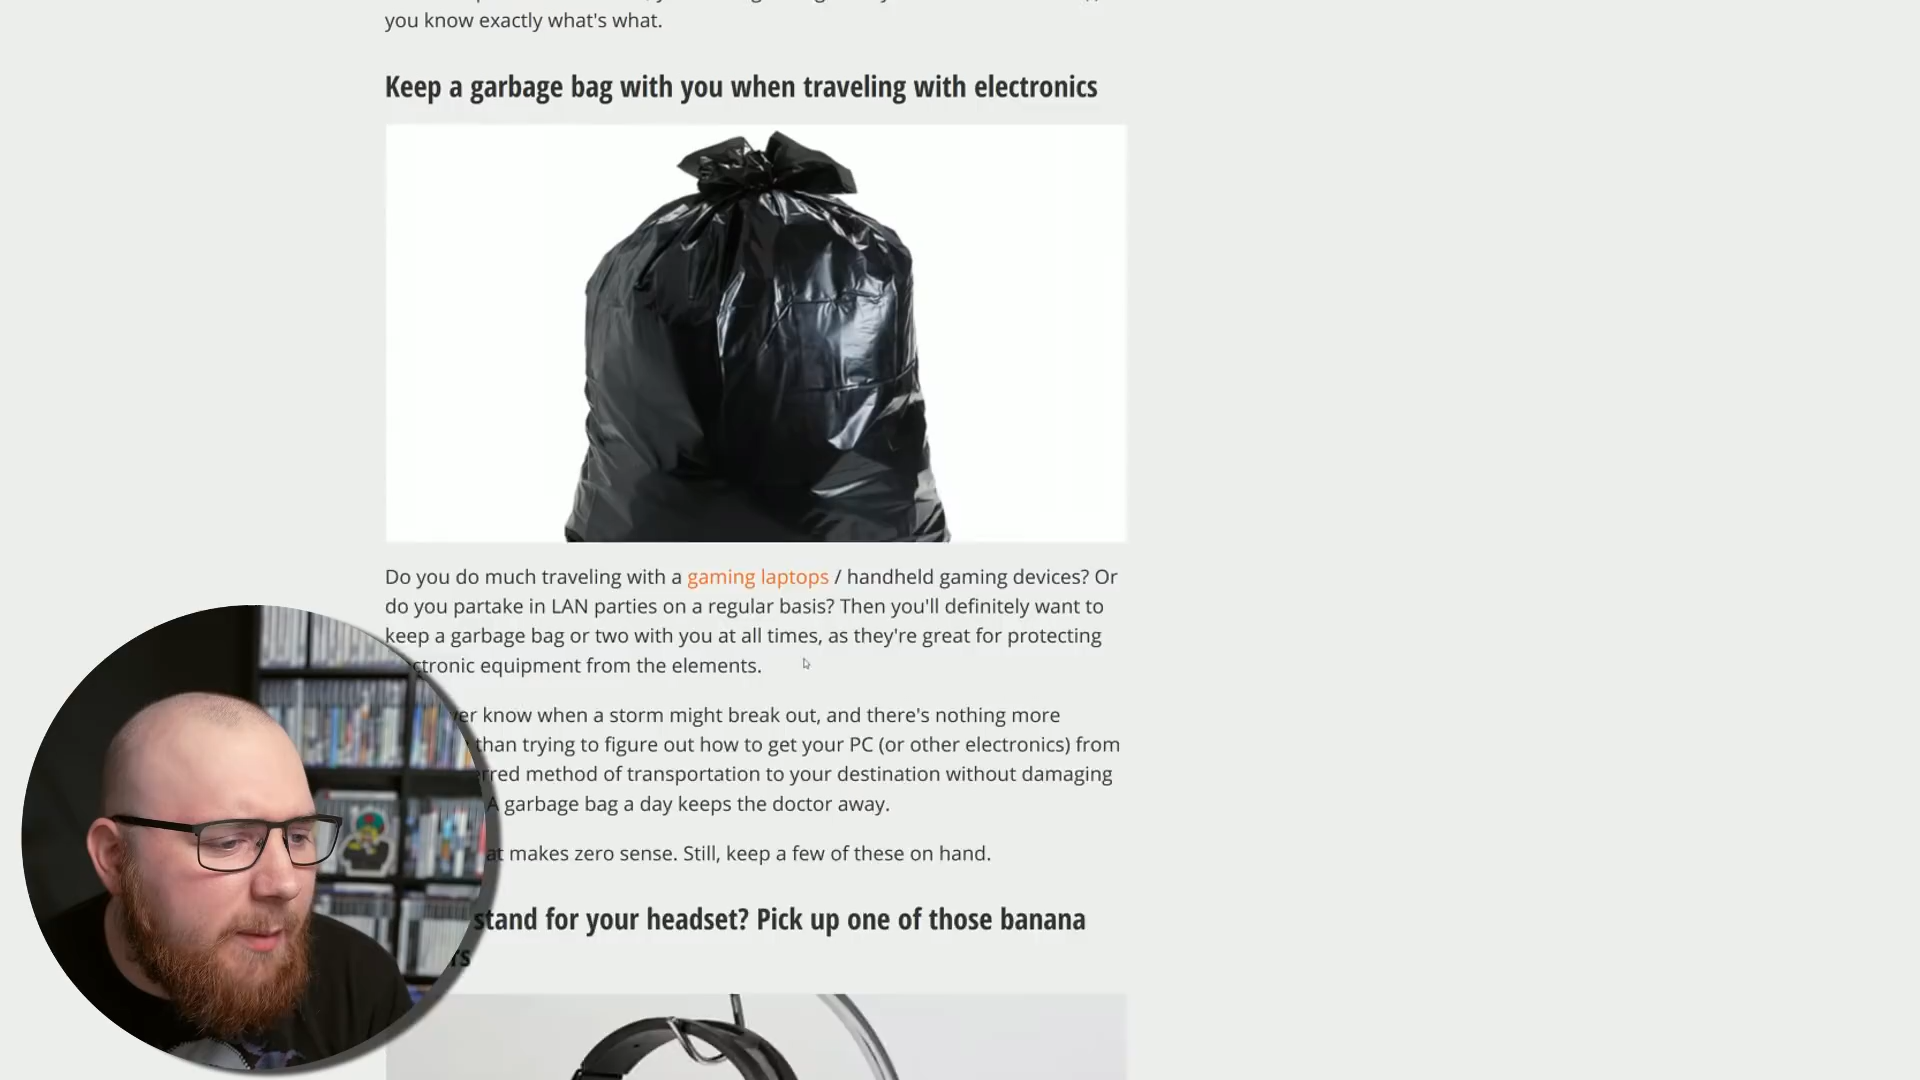 you know exactly what's what.
Keep a garbage bag with you when traveling with electronics
Do you do much traveling with a gaming laptops / handheld gaming devices? Or
do you partake in LAN parties on a regular basis? Then you'll definitely want to
keep a garbage bag or two with you at all times, as they're great for protecting
ctronic equipment from the elements.
er know when a storm might break out, and there's nothing more
than trying to figure out how to get your PC (or other electronics) from
rred method of transportation to your destination without damaging
A garbage bag a day keeps the doctor away.
at makes zero sense. Still, keep a few of these on hand.
stand for your headset? Pick up one of those banana
rs